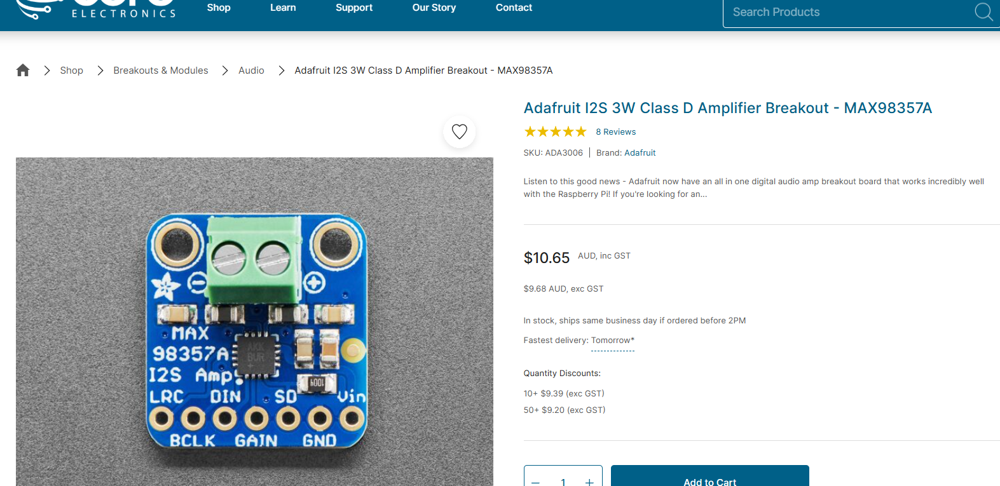 ELECTRONICS
Shop
Learn
Support
Our Story
Contact
Search Products
Shop
Breakouts & Modules
Audio
Adafruit I2S 3W Class D Amplifier Breakout - MAX98357A
Adafruit I2S 3W Class D Amplifier Breakout - MAX98357A
8 Reviews
SKU: ADA3006
Brand: Adafruit
Listen to this good news - Adafruit now have an all in one digital audio amp breakout board that works incredibly well
with the Raspberry Pi! If you're looking for an...
$10.65 AUD, inc GST
$9.68 AUD, exc GST
In stock, ships same business day if ordered before 2PM
Fastest delivery: Tomorrow*
Quantity Discounts:
10+ $9.39 (exc GST)
50+ $9.20 (exc GST)
− 1 +
Add to Cart
MAX
98357A
I2S Amp
AKK
BUR
+
1004
LRC DIN SD Vin
BCLK GAIN GND